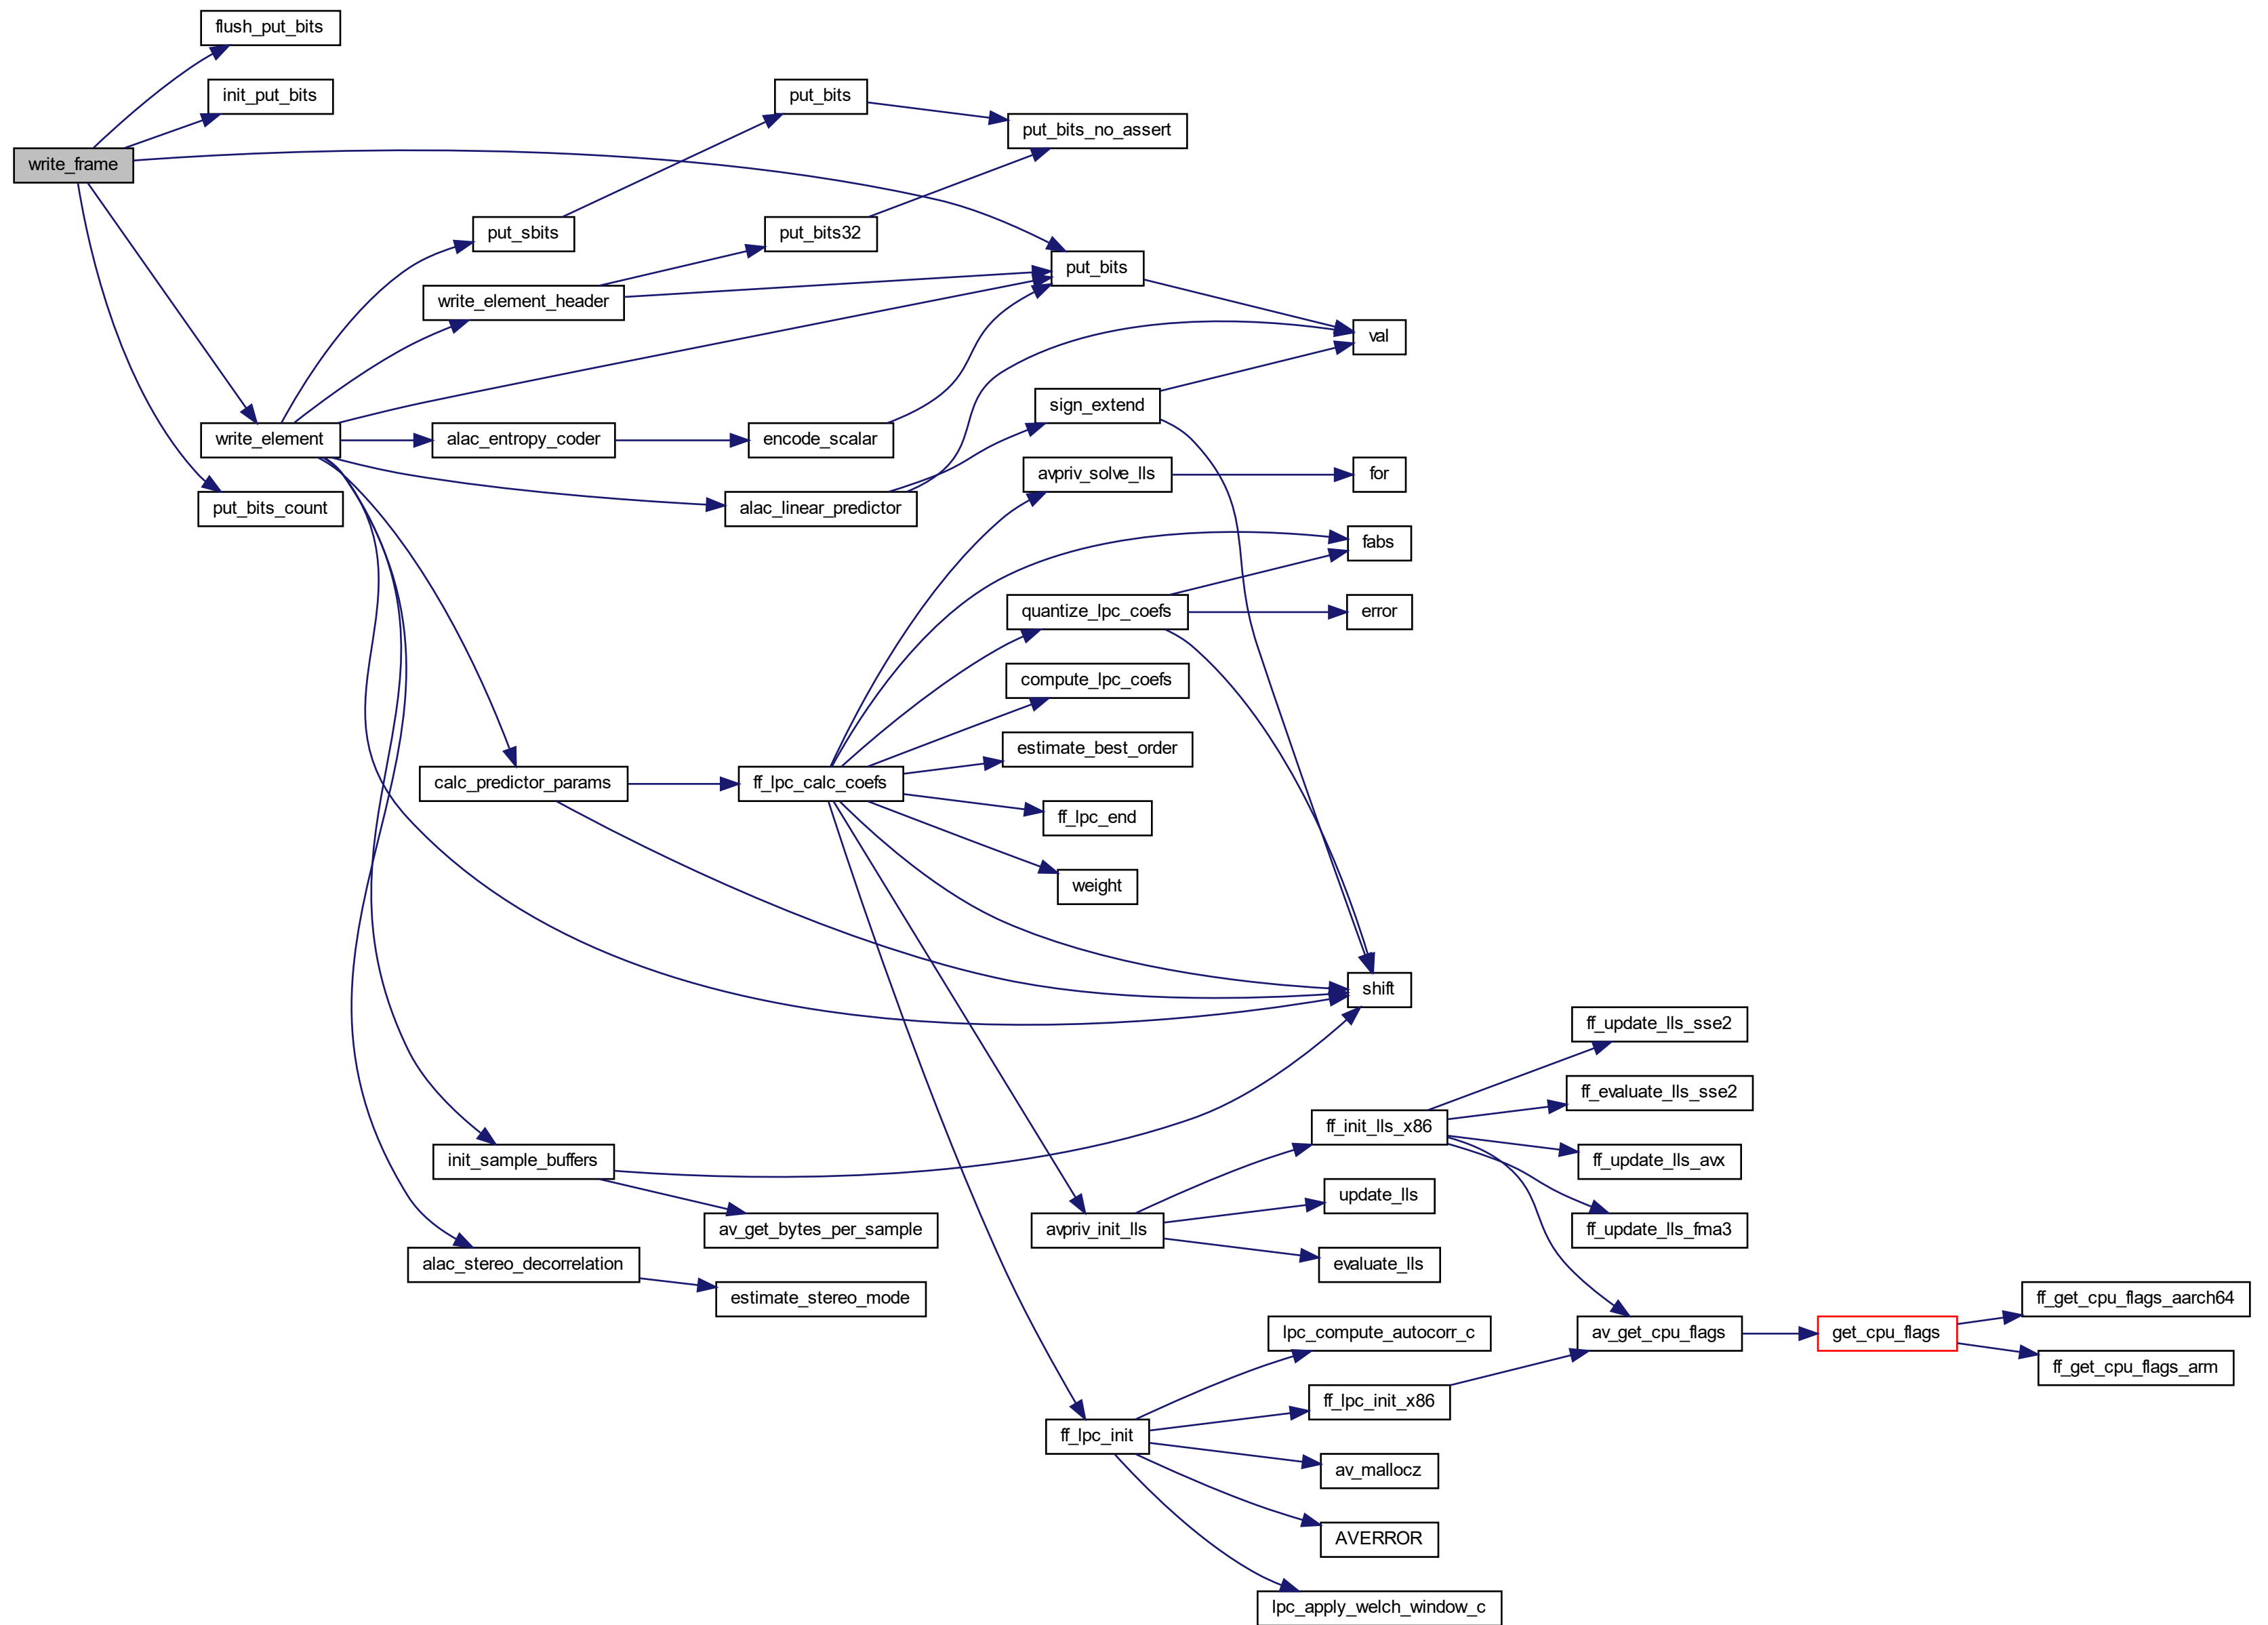 flush_put_bits
init_put_bits
write_frame
put_bits
put_bits_no_assert
put_sbits
put_bits32
put_bits
write_element_header
val
sign_extend
write_element
alac_entropy_coder
encode_scalar
avpriv_solve_lls
for
put_bits_count
alac_linear_predictor
fabs
quantize_lpc_coefs
error
compute_lpc_coefs
estimate_best_order
calc_predictor_params
ff_lpc_calc_coefs
ff_lpc_end
weight
shift
ff_update_lls_sse2
ff_evaluate_lls_sse2
ff_init_lls_x86
init_sample_buffers
ff_update_lls_avx
update_lls
av_get_bytes_per_sample
avpriv_init_lls
ff_update_lls_fma3
alac_stereo_decorrelation
evaluate_lls
estimate_stereo_mode
ff_get_cpu_flags_aarch64
lpc_compute_autocorr_c
av_get_cpu_flags
get_cpu_flags
ff_get_cpu_flags_arm
ff_lpc_init_x86
ff_lpc_init
av_mallocz
AVERROR
lpc_apply_welch_window_c